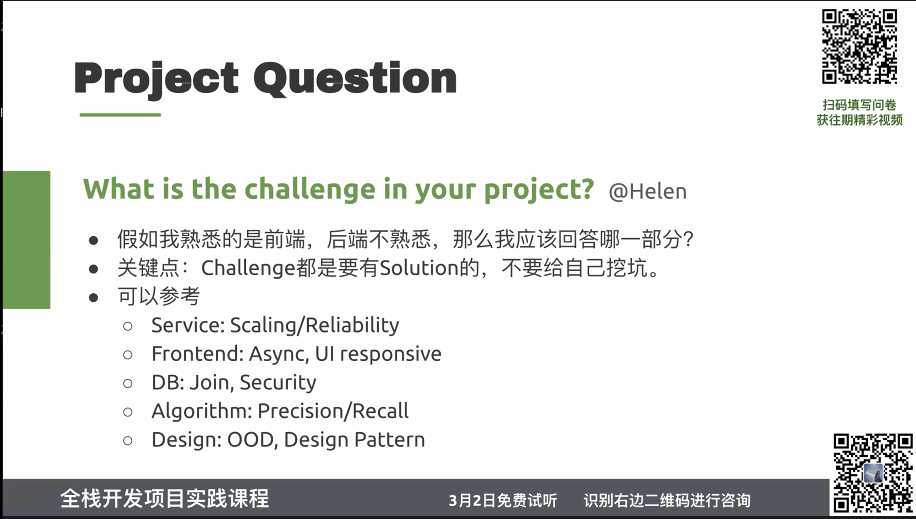 Project Question
扫码填写问卷
获往期精彩视频
What is the challenge in your project? @Helen
● 假如我熟悉的是前端，后端不熟悉，那么我应该回答哪一部分？
● 关键点：Challenge都是要有Solution的，不要给自己挖坑。
● 可以参考
○ Service: Scaling/Reliability
○ Frontend: Async, UI responsive
○ DB: Join, Security
○ Algorithm: Precision/Recall
○ Design: OOD, Design Pattern
全栈开发项目实践课程
3月2日免费试听 识别右边二维码进行咨询